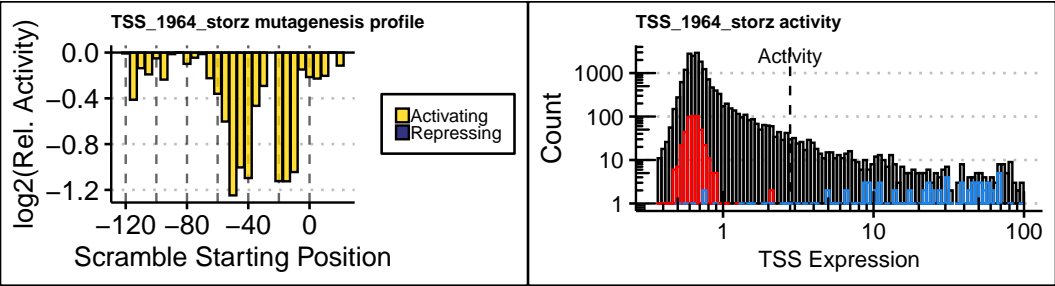 TSS_1964_storz mutagenesis profile
log2(Rel. Activity)
0.0
−0.4
−0.8
−1.2
−120 −80 −40 0
Scramble Starting Position
Activating
Repressing
TSS_1964_storz activity
Activity
Count
1000
100
10
1
1 10 100
TSS Expression